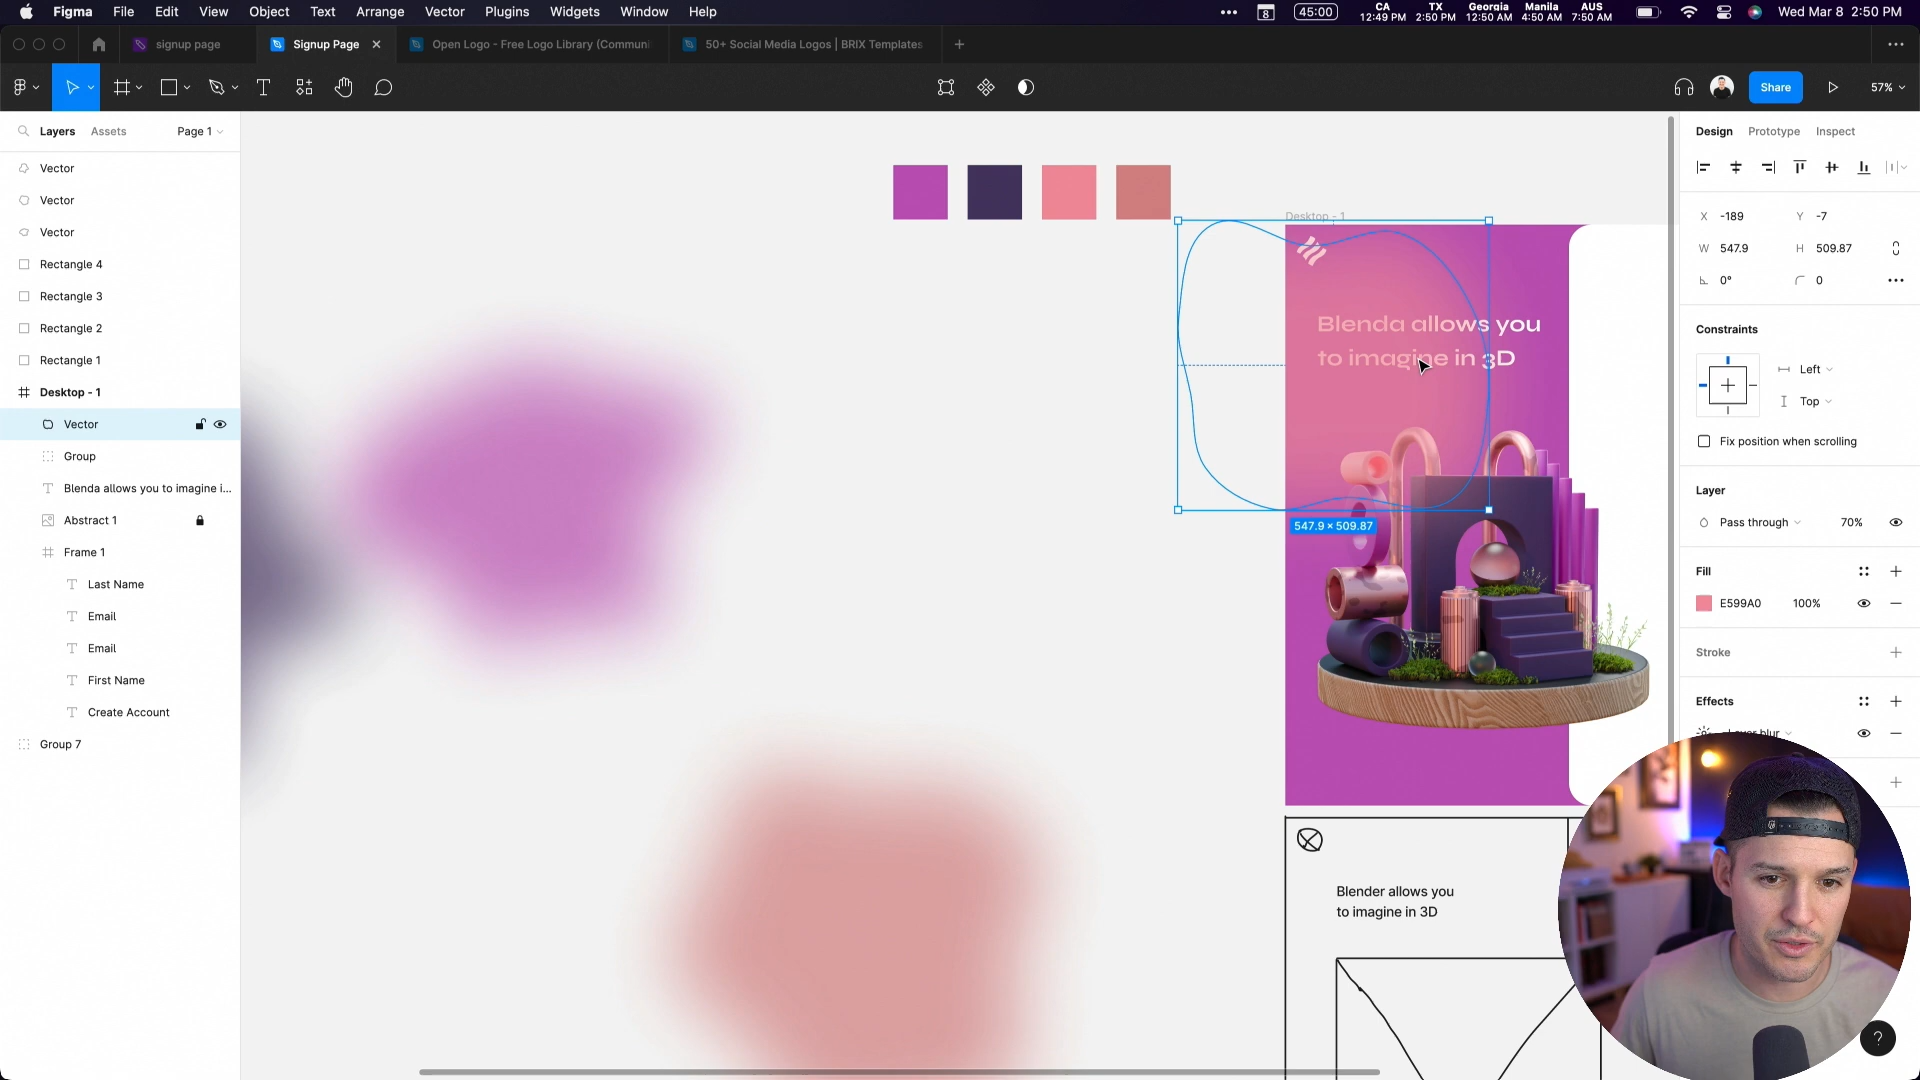 Figma File Edit View Object Text Arrange Vector Plugins Widgets Window Help
8 45:00 CA 12:49 PM TX 2:50 PM Georgia 12:50 AM Manila 4:50 AM AUS 7:50 AM Wed Mar 8 2:50 PM
signup page
Signup Page
Open Logo - Free Logo Library (Communi
50+ Social Media Logos | BRIX Templates
Share
57%
Layers
Assets
Page 1
Vector
Vector
Vector
Rectangle 4
Rectangle 3
Rectangle 2
Rectangle 1
Desktop - 1
Vector
Group
Blenda allows you to imagine i...
Abstract 1
Frame 1
Last Name
Email
Email
First Name
Create Account
Group 7
Desktop - 1
Blenda allows you
to imagine in 3D
547.9 × 509.87
Blender allows you
to imagine in 3D
Design Prototype Inspect
X -189 Y -7
W 547.9 H 509.87
0° 0
Constraints
Left
Top
Fix position when scrolling
Layer
Pass through 70%
Fill
E599A0 100%
Stroke
Effects
Layer blur
?